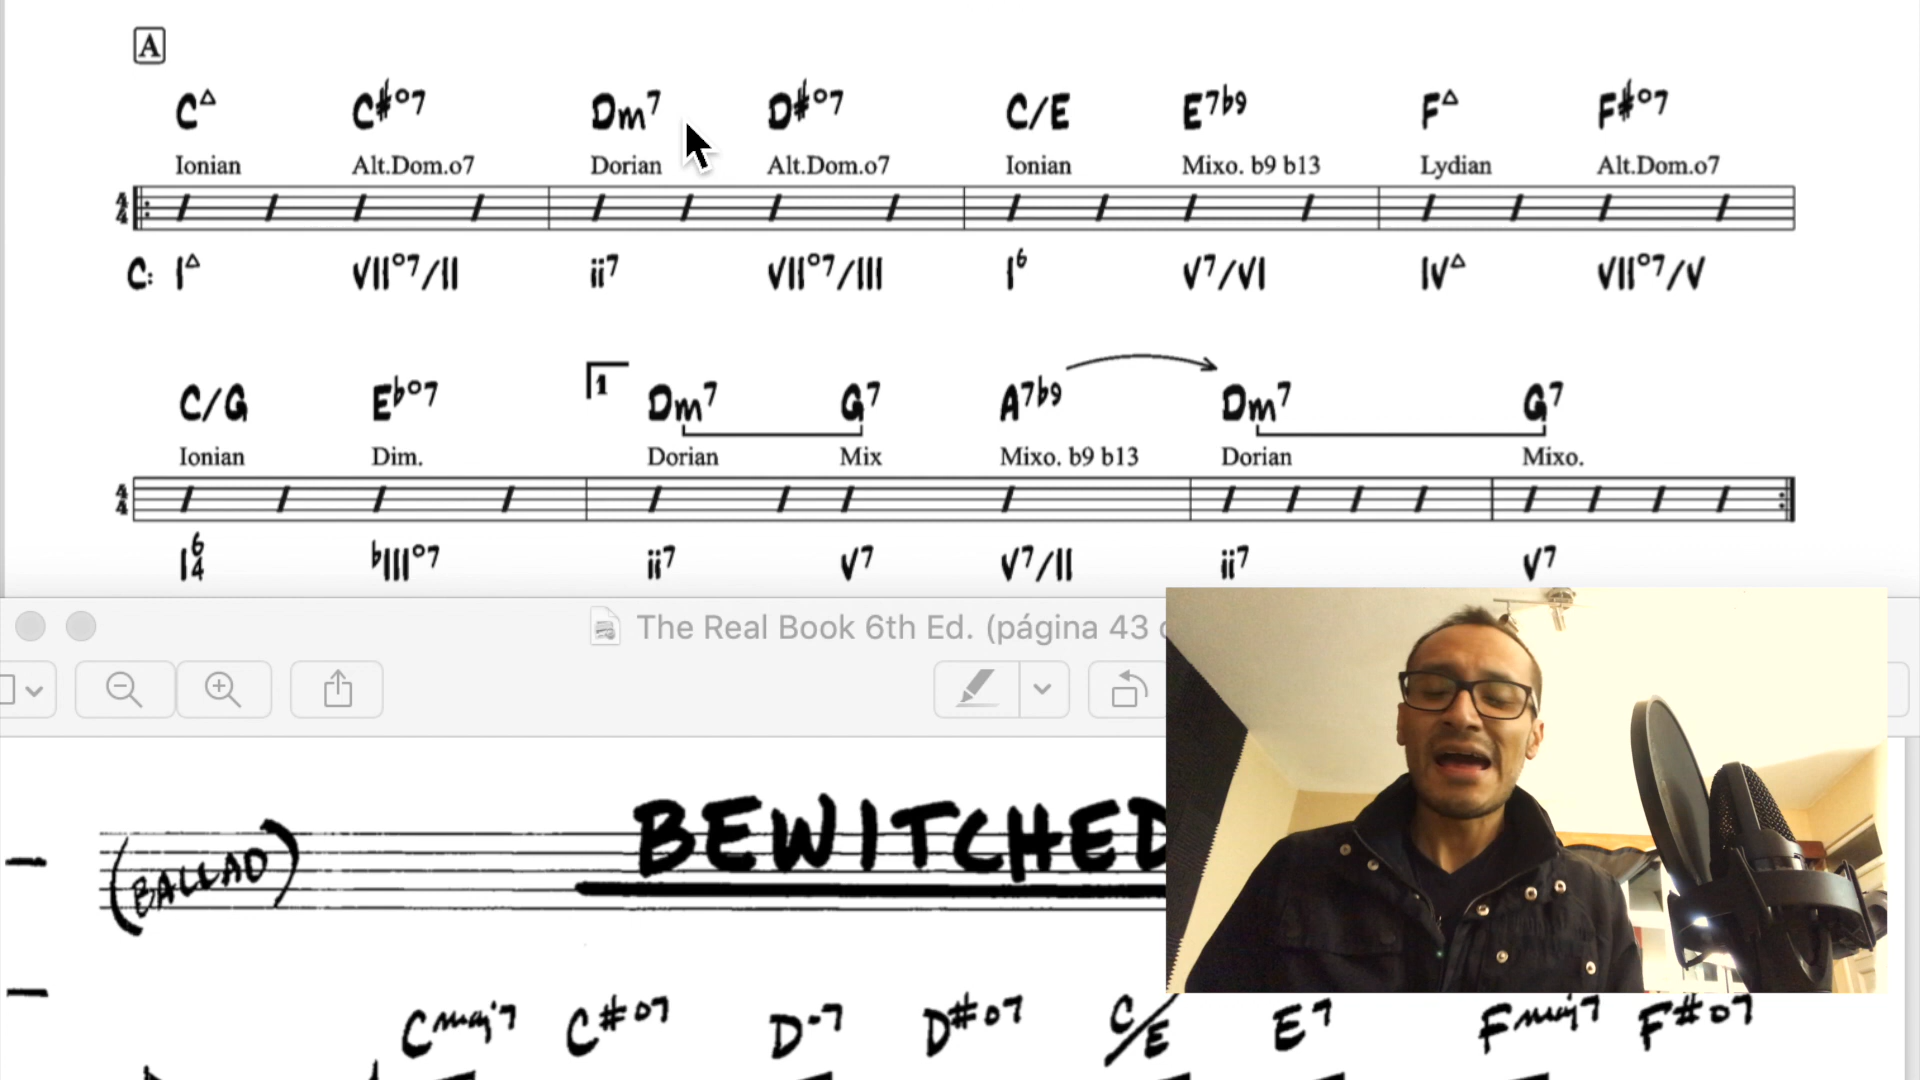 A
C△ C#°7 Dm7 D#°7 C/E E7b9 F△ F#°7
Ionian Alt.Dom.o7 Dorian Alt.Dom.o7 Ionian Mixo. b9 b13 Lydian Alt.Dom.o7
4/4
C: I△ VII°7/II ii7 VII°7/III I6 V7/VI IV△ VII°7/V
C/G Eb°7 1 Dm7 G7 A7b9 Dm7 G7
Ionian Dim. Dorian Mix Mixo. b9 b13 Dorian Mixo.
4/4
I6/4 bIII°7 ii7 V7 V7/II ii7 V7
The Real Book 6th Ed. (página 43
(BALLAD) BEWITCHED
Cmaj7 C#o7 D-7 D#o7 C/E E7 Fmaj7 F#o7